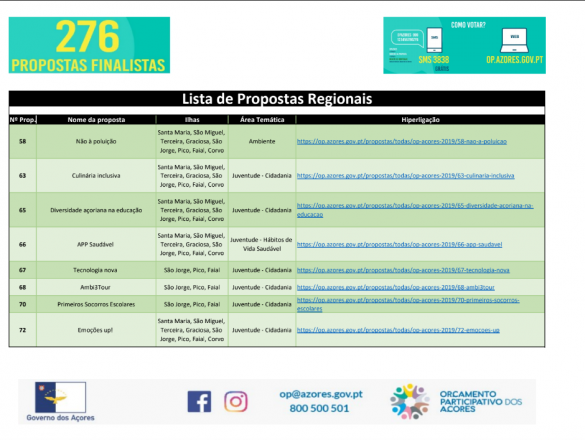 276
PROPOSTAS FINALISTAS
COMO VOTAR?
SMS 3838
OP.AZORES.GOV.PT
Lista de Propostas Regionais
Nº Prop. Nome da proposta Ilhas Área Temática Hiperligação
58 Não à poluição Santa Maria, São Miguel, Terceira, Graciosa, São Jorge, Pico, Faial, Corvo Ambiente https://op.azores.gov.pt/propostas/todas/op-acores-2019/58-nao-a-poluicao
63 Culinária inclusiva Santa Maria, São Miguel, Terceira, Graciosa, São Jorge, Pico, Faial, Corvo Juventude - Cidadania https://op.azores.gov.pt/propostas/todas/op-acores-2019/63-culinaria-inclusiva
65 Diversidade açoriana na educação Santa Maria, São Miguel, Terceira, Graciosa, São Jorge, Pico, Faial, Corvo Juventude - Cidadania https://op.azores.gov.pt/propostas/todas/op-acores-2019/65-diversidade-acoriana-na-educacao
66 APP Saudável Santa Maria, São Miguel, Terceira, Graciosa, São Jorge, Pico, Faial, Corvo Juventude - Hábitos de Vida Saudável https://op.azores.gov.pt/propostas/todas/op-acores-2019/66-app-saudavel
67 Tecnologia nova São Jorge, Pico, Faial Juventude - Cidadania https://op.azores.gov.pt/propostas/todas/op-acores-2019/67-tecnologia-nova
68 Ambi3Tour São Jorge, Pico, Faial Juventude - Cidadania https://op.azores.gov.pt/propostas/todas/op-acores-2019/68-ambi3tour
70 Primeiros Socorros Escolares São Jorge, Pico, Faial Juventude - Cidadania https://op.azores.gov.pt/propostas/todas/op-acores-2019/70-primeiros-socorros-escolares
72 Emoções up! Santa Maria, São Miguel, Terceira, Graciosa, São Jorge, Pico, Faial, Corvo Juventude - Cidadania https://op.azores.gov.pt/propostas/todas/op-acores-2019/72-emocoes-up
Governo dos Açores
op@azores.gov.pt
800 500 501
ORÇAMENTO
PARTICIPATIVO DOS
AÇORES